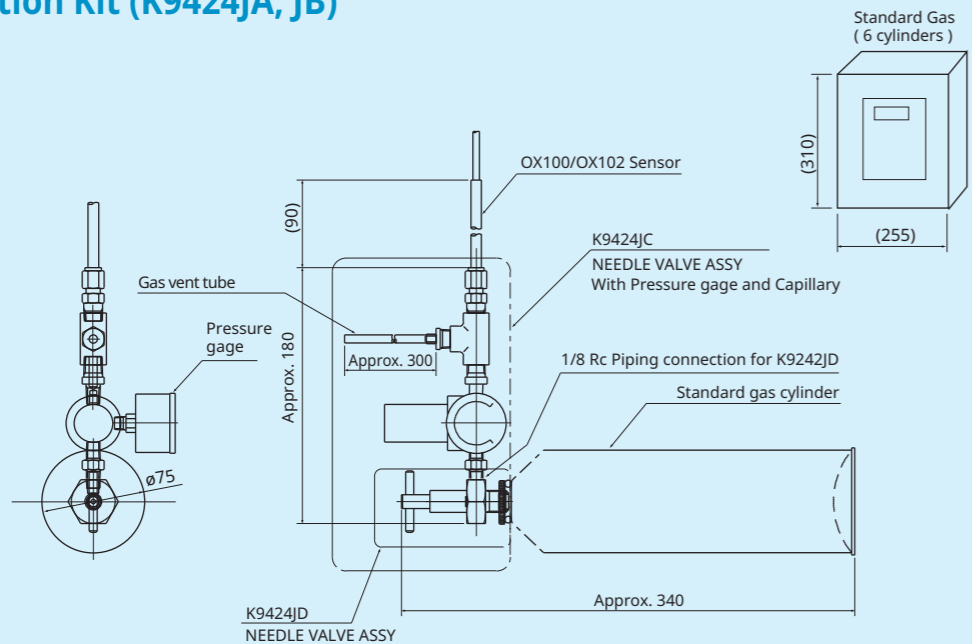 tion Kit (K9424JA, JB)
Standard Gas
( 6 cylinders )
(310)
(255)
OX100/OX102 Sensor
(90)
K9424JC
NEEDLE VALVE ASSY
With Pressure gage and Capillary
Gas vent tube
Pressure
gage
Approx. 300
Approx. 180
1/8 Rc Piping connection for K9242JD
Standard gas cylinder
ø75
Approx. 340
K9424JD
NEEDLE VALVE ASSY